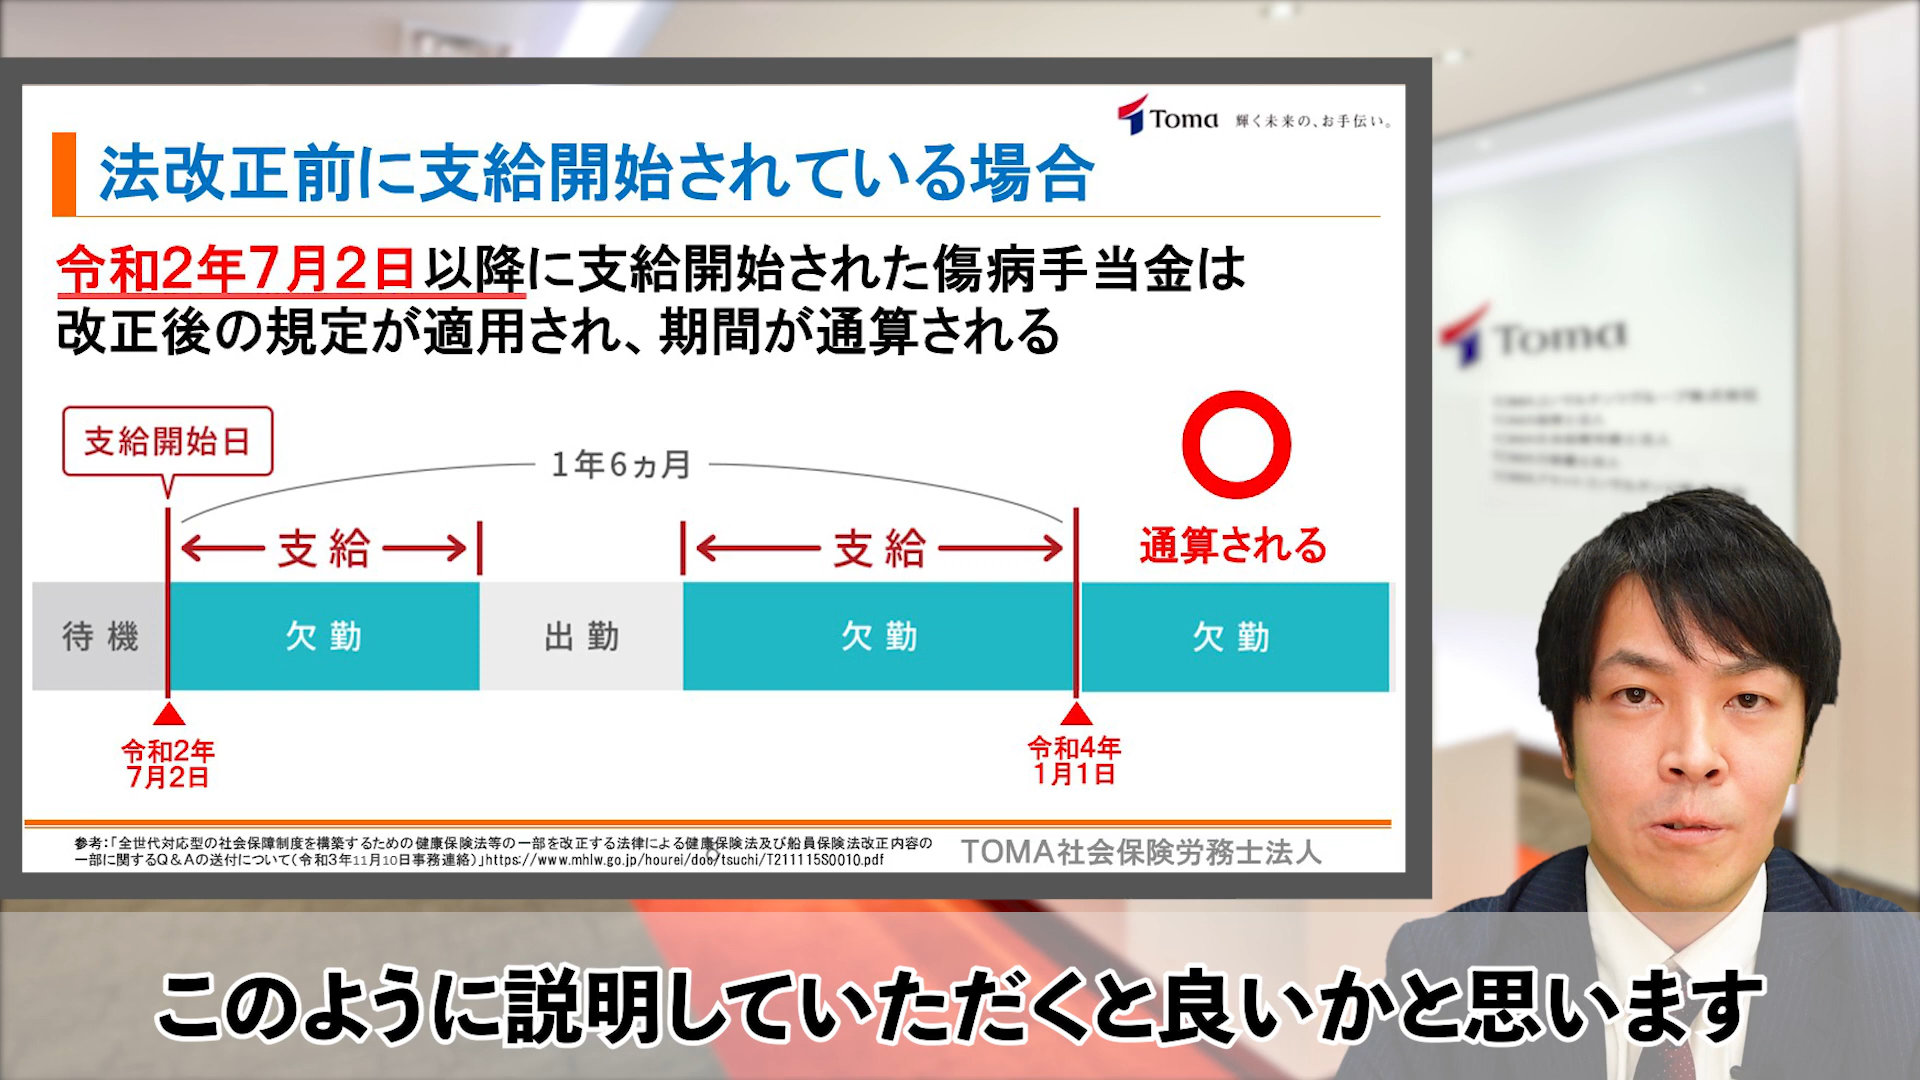 Toma 輝く未来の、お手伝い。
法改正前に支給開始されている場合
令和2年7月2日以降に支給開始された傷病手当金は
改正後の規定が適用され、期間が通算される
支給開始日
1年6ヵ月
支給
支給
通算される
待機
欠勤
出勤
欠勤
欠勤
令和2年
7月2日
令和4年
1月1日
参考:「全世代対応型の社会保障制度を構築するための健康保険法等の一部を改正する法律による健康保険法及び船員保険法改正内容の
一部に関するQ&Aの送付について(令和3年11月10日事務連絡)」https://www.mhlw.go.jp/hourei/doc/tsuchi/T211115S0010.pdf
TOMA社会保険労務士法人
Toma
このように説明していただくと良いかと思います